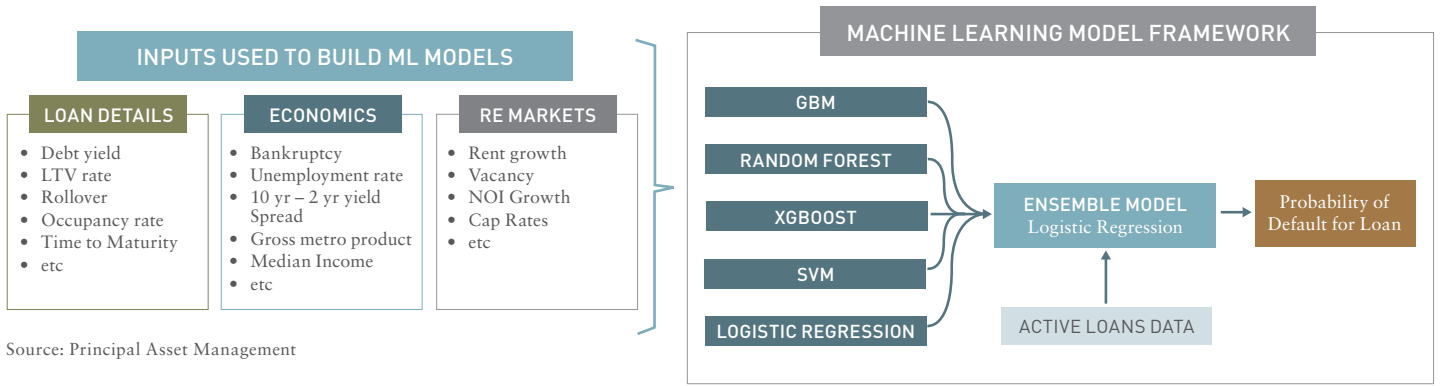 INPUTS USED TO BUILD ML MODELS
LOAN DETAILS
• Debt yield
• LTV rate
• Rollover
• Occupancy rate
• Time to Maturity
• etc
ECONOMICS
• Bankruptcy
• Unemployment rate
• 10 yr – 2 yr yield
Spread
• Gross metro product
• Median Income
• etc
RE MARKETS
• Rent growth
• Vacancy
• NOI Growth
• Cap Rates
• etc
MACHINE LEARNING MODEL FRAMEWORK
GBM
RANDOM FOREST
XGBOOST
SVM
LOGISTIC REGRESSION
ENSEMBLE MODEL
Logistic Regression
ACTIVE LOANS DATA
Probability of
Default for Loan
Source: Principal Asset Management